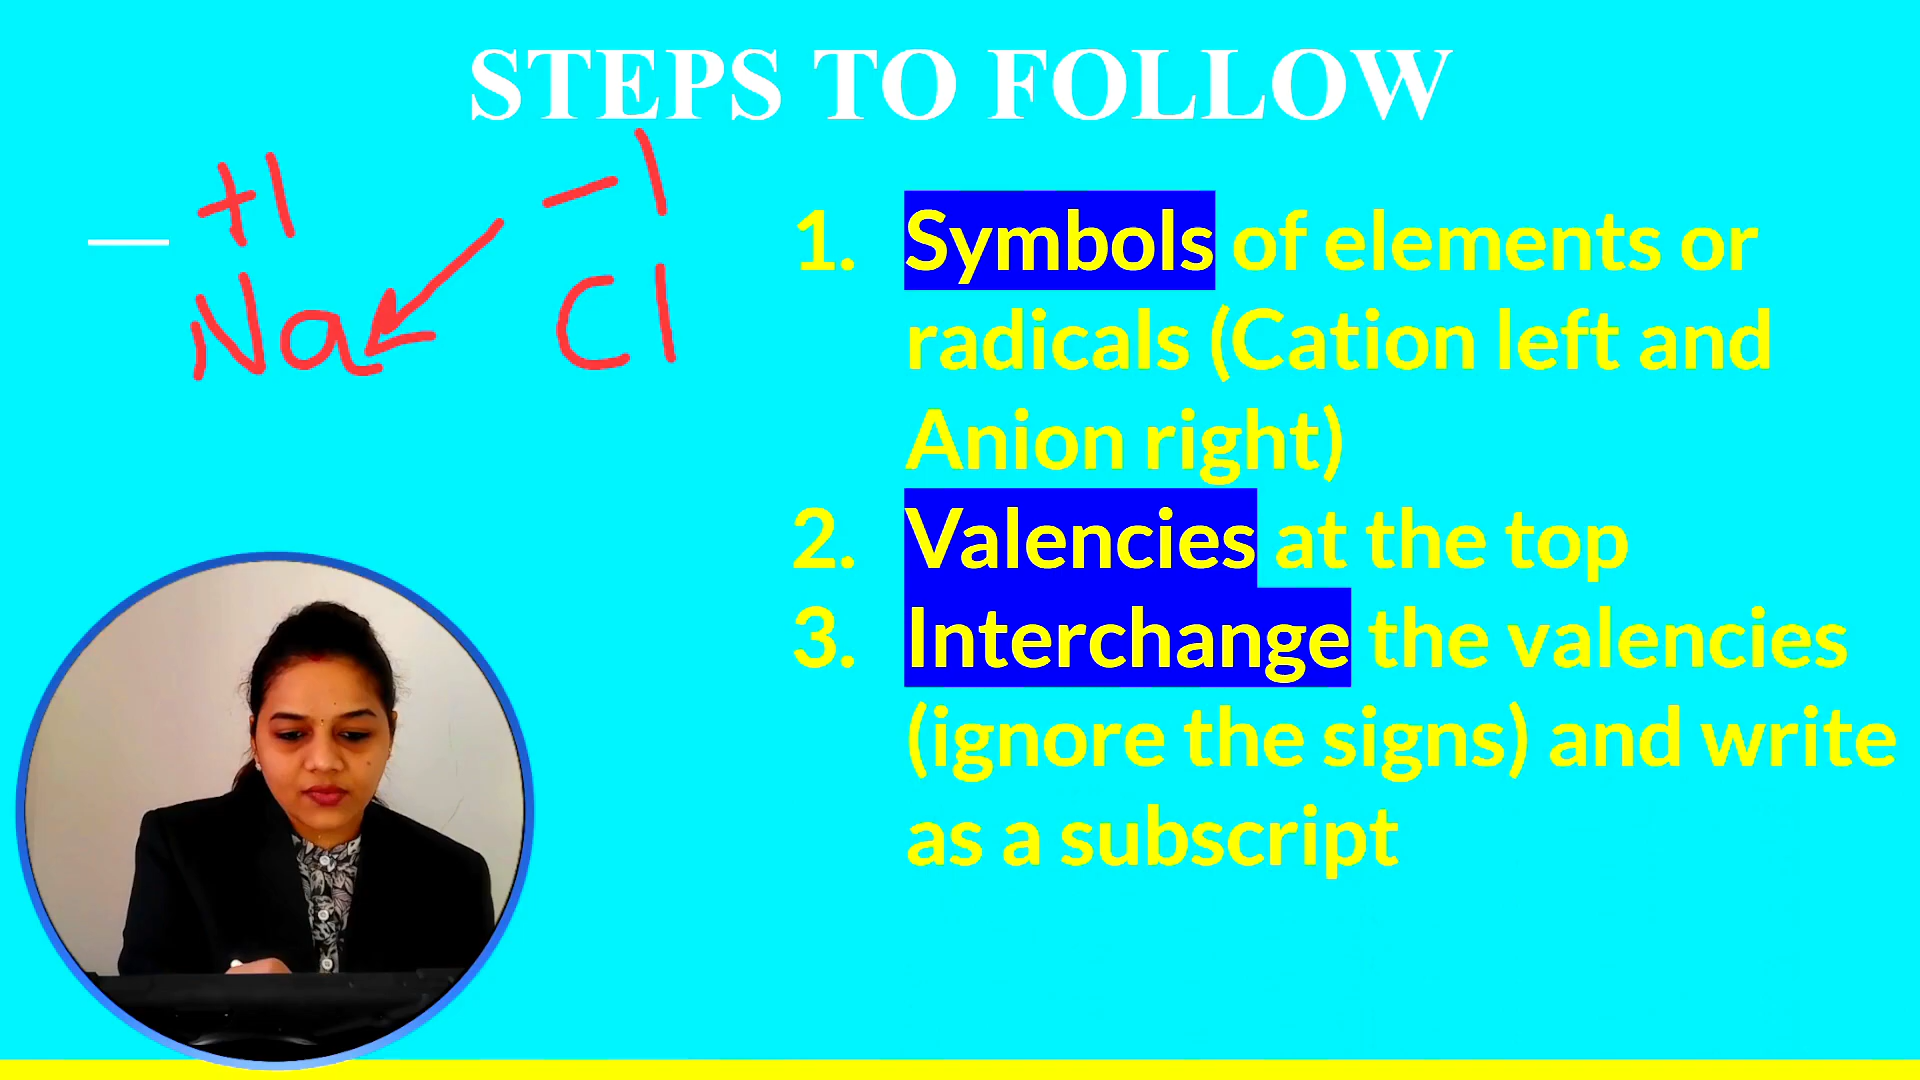 STEPS TO FOLLOW
+1 -1
Na Cl
1. Symbols of elements or
radicals (Cation left and
Anion right)
2. Valencies at the top
3. Interchange the valencies
(ignore the signs) and write
as a subscript